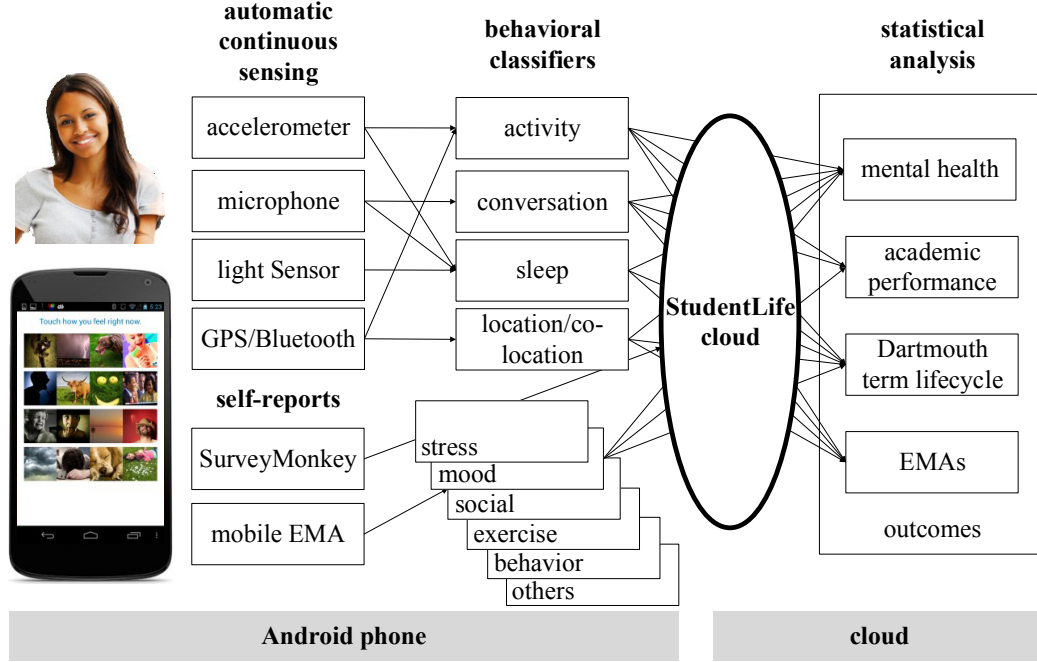 automatic
continuous
sensing
behavioral
classifiers
statistical
analysis
accelerometer
microphone
light Sensor
GPS/Bluetooth
self-reports
SurveyMonkey
mobile EMA
activity
conversation
sleep
location/co-
location
stress
mood
social
exercise
behavior
others
StudentLife
cloud
mental health
academic
performance
Dartmouth
term lifecycle
EMAs
outcomes
5:23
Touch how you feel right now.
Android phone
cloud